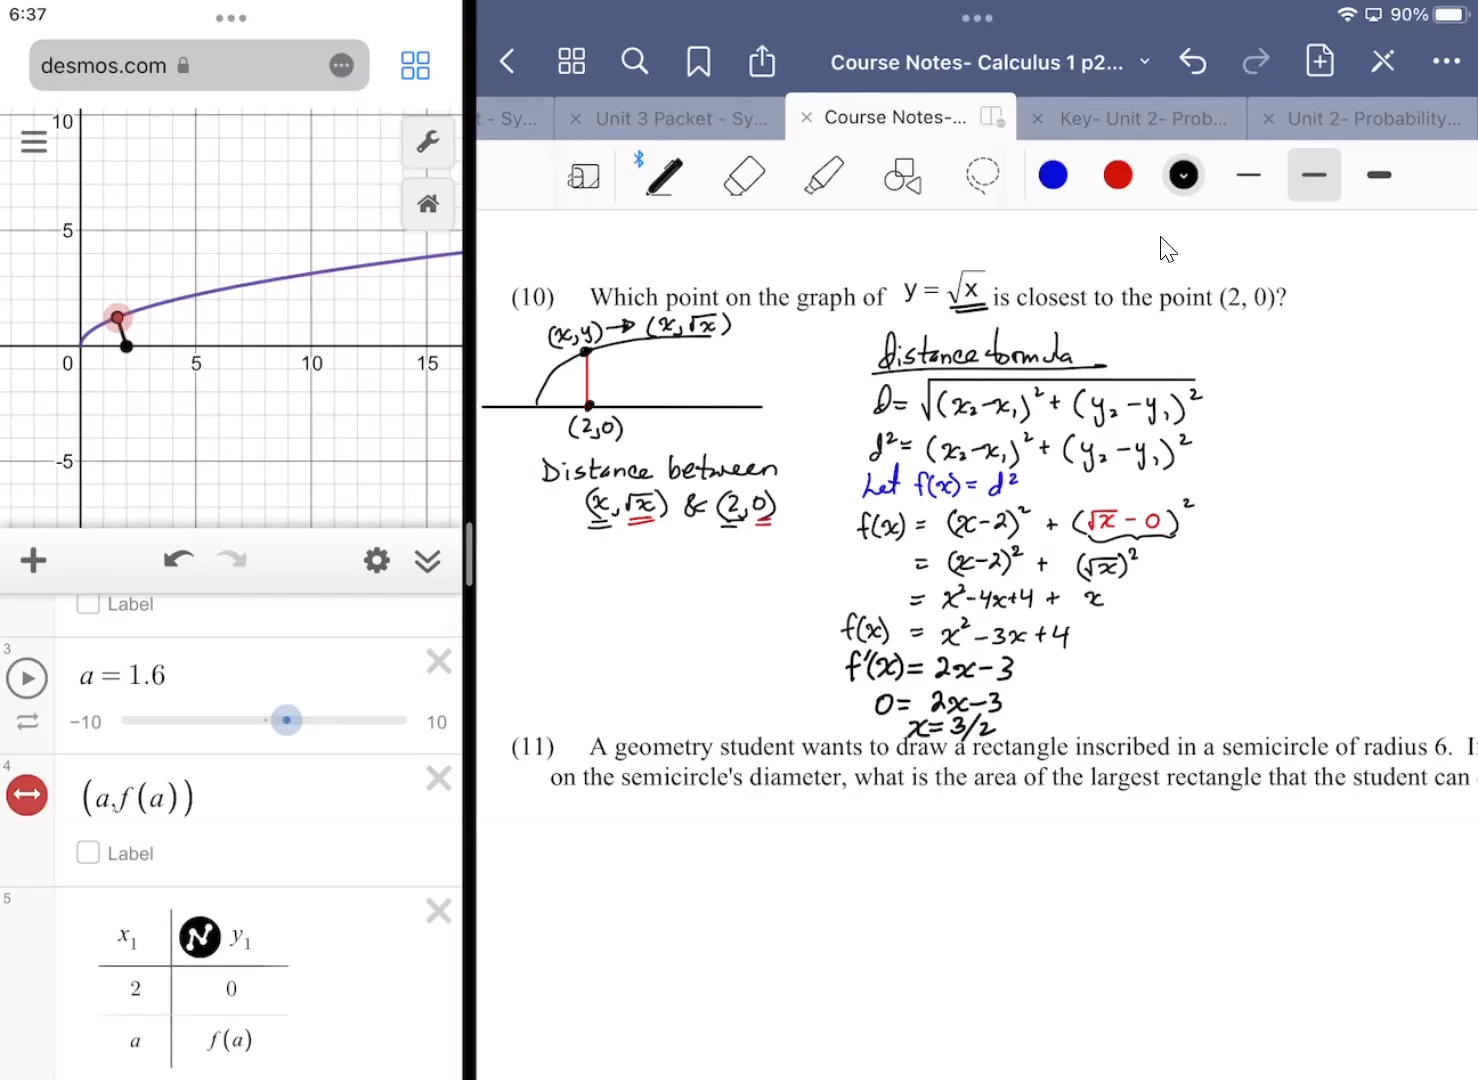 6:37
90%
desmos.com
Course Notes- Calculus 1 p2...
t - Sy...
Unit 3 Packet - Sy...
Course Notes-...
Key- Unit 2- Prob...
Unit 2- Probability...
10
5
0
5
10
15
-5
Label
3
a = 1.6
-10
10
4
(a, f(a))
Label
5
x₁ y₁
2 0
a f(a)
(10) Which point on the graph of y = √x is closest to the point (2, 0)?
(x,y) → (x,√x)
(2,0)
Distance between
(x,√x) & (2,0)
distance formula
D = √(x₂-x₁)² + (y₂-y₁)²
d² = (x₂-x₁)² + (y₂-y₁)²
Let f(x) = d²
f(x) = (x-2)² + (√x - 0)²
= (x-2)² + (√x)²
= x²-4x+4 + x
f(x) = x² -3x+4
f'(x) = 2x-3
0 = 2x-3
x = 3/2
(11) A geometry student wants to draw a rectangle inscribed in a semicircle of radius 6.
on the semicircle's diameter, what is the area of the largest rectangle that the student can